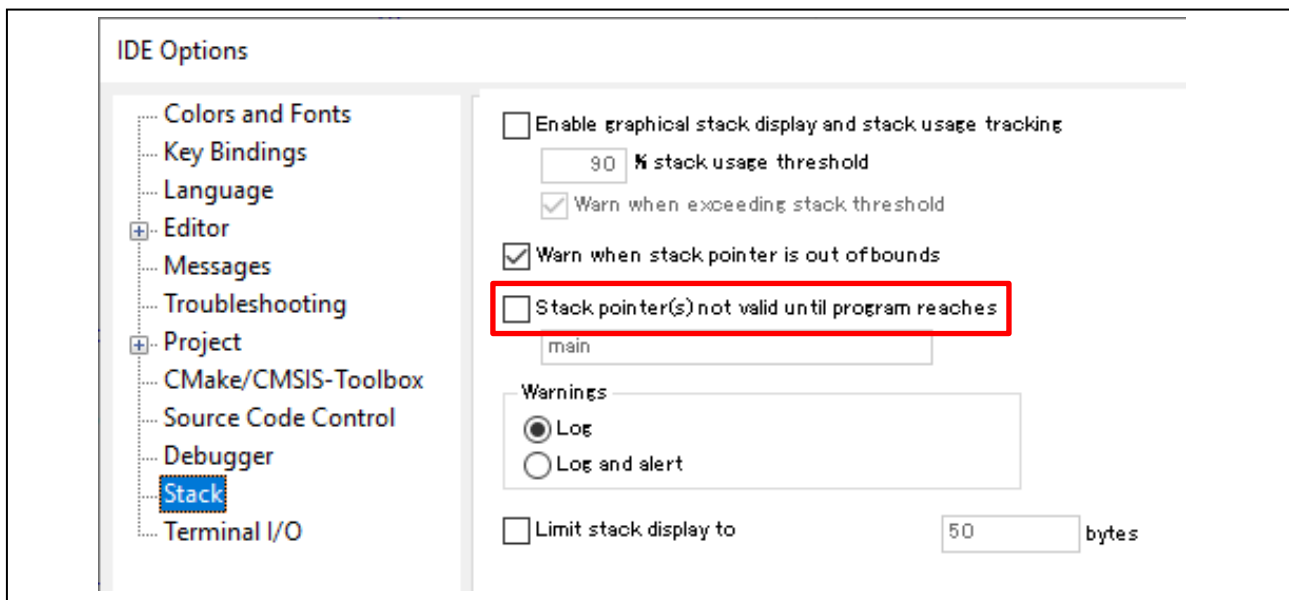 IDE Options
Colors and Fonts
Key Bindings
Language
Editor
Messages
Troubleshooting
Project
CMake/CMSIS-Toolbox
Source Code Control
Debugger
Stack
Terminal I/O
Enable graphical stack display and stack usage tracking
90 % stack usage threshold
Warn when exceeding stack threshold
Warn when stack pointer is out of bounds
Stack pointer(s) not valid until program reaches
main
Warnings
Log
Log and alert
Limit stack display to 50 bytes